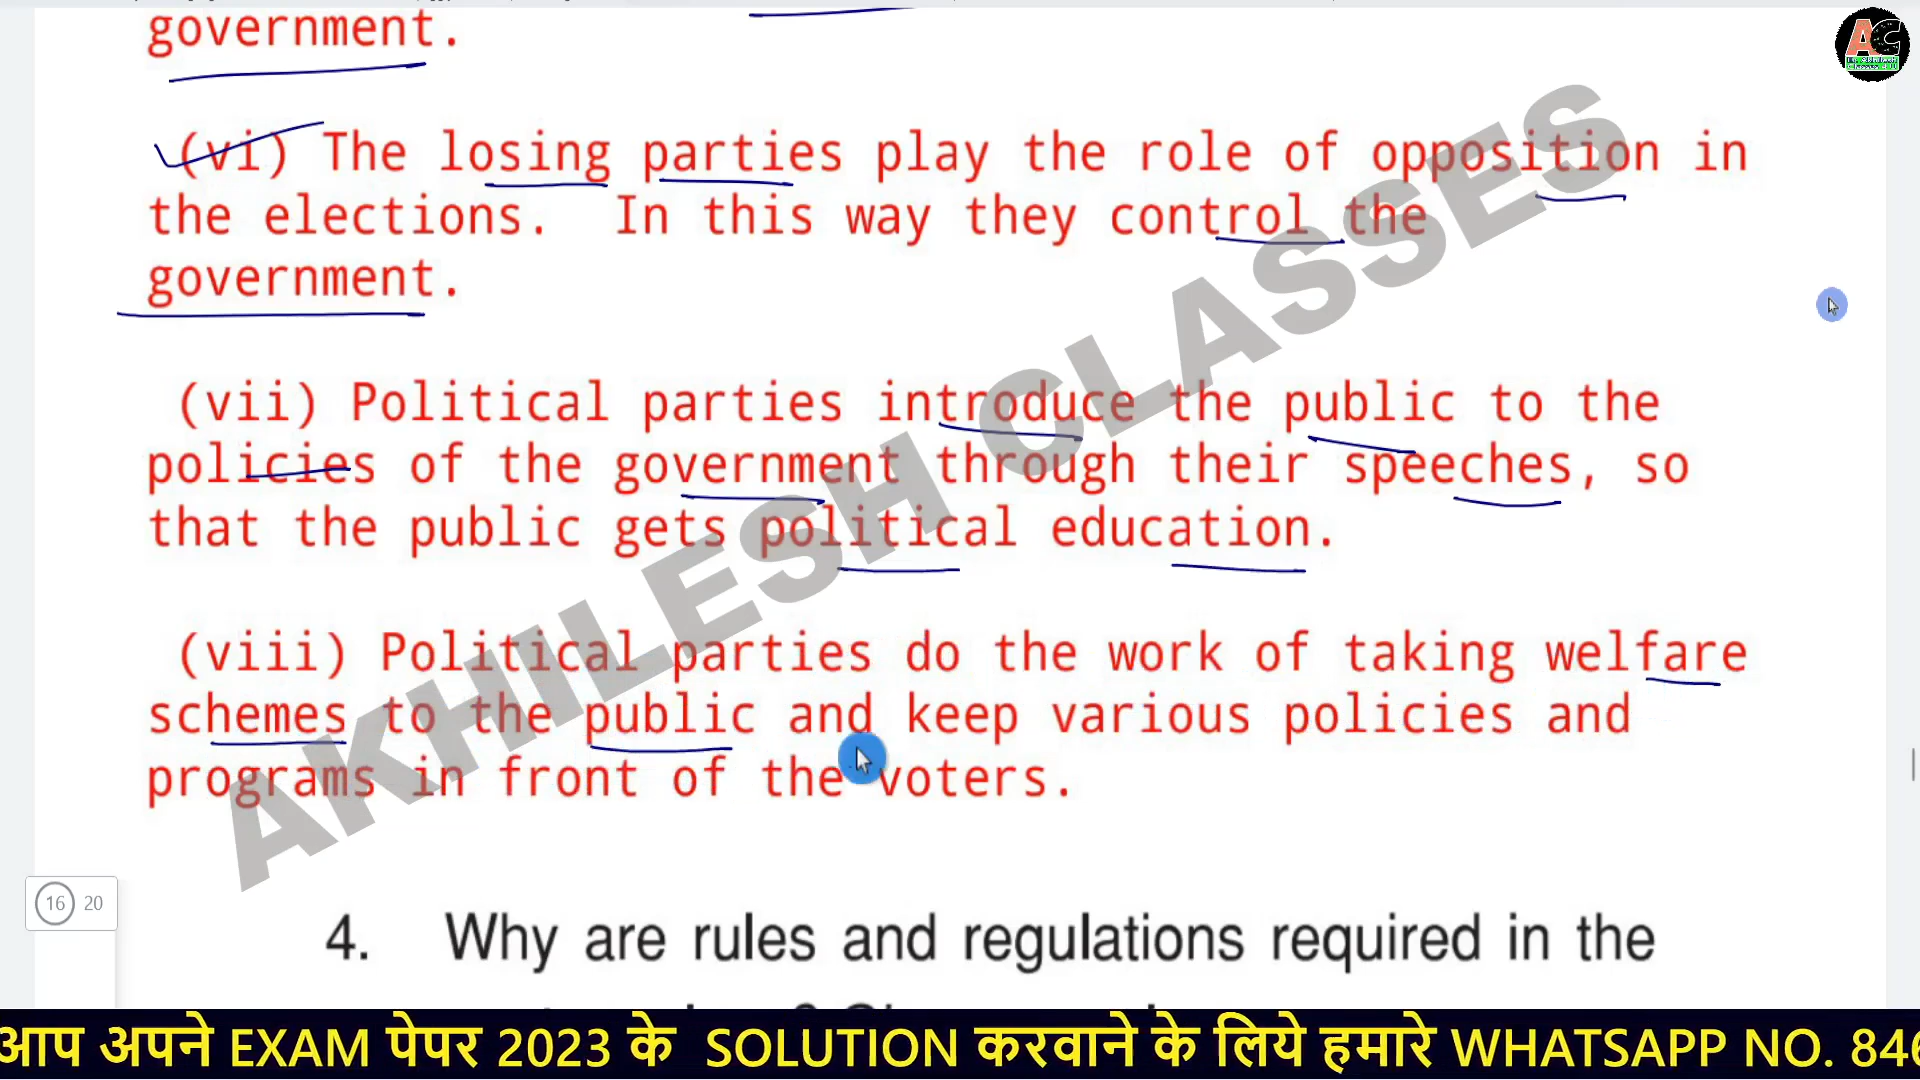 government.
(vi) The losing parties play the role of opposition in
the elections. In this way they control the
government.
(vii) Political parties introduce the public to the
policies of the government through their speeches, so
that the public gets political education.
(viii) Political parties do the work of taking welfare
schemes to the public and keep various policies and
programs in front of the voters.
AKHILESH CLASSES
AC
16 20
4. Why are rules and regulations required in the
आप अपने EXAM पेपर 2023 के SOLUTION करवाने के लिये हमारे WHATSAPP NO. 846